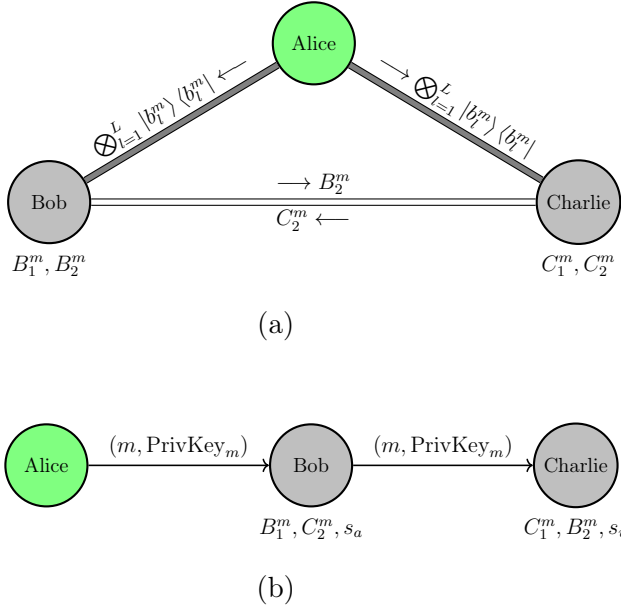 Alice
← ⨂_{l=1}^{L} |b_l^m⟩ ⟨b_l^m|
→ ⨂_{l=1}^{L} |b_l^m⟩ ⟨b_l^m|
Bob
⟶ B_2^m
C_2^m ⟵
Charlie
B_1^m, B_2^m
C_1^m, C_2^m
(a)
Alice
(m, PrivKey_m)
Bob
(m, PrivKey_m)
Charlie
B_1^m, C_2^m, s_a
C_1^m, B_2^m,
(b)